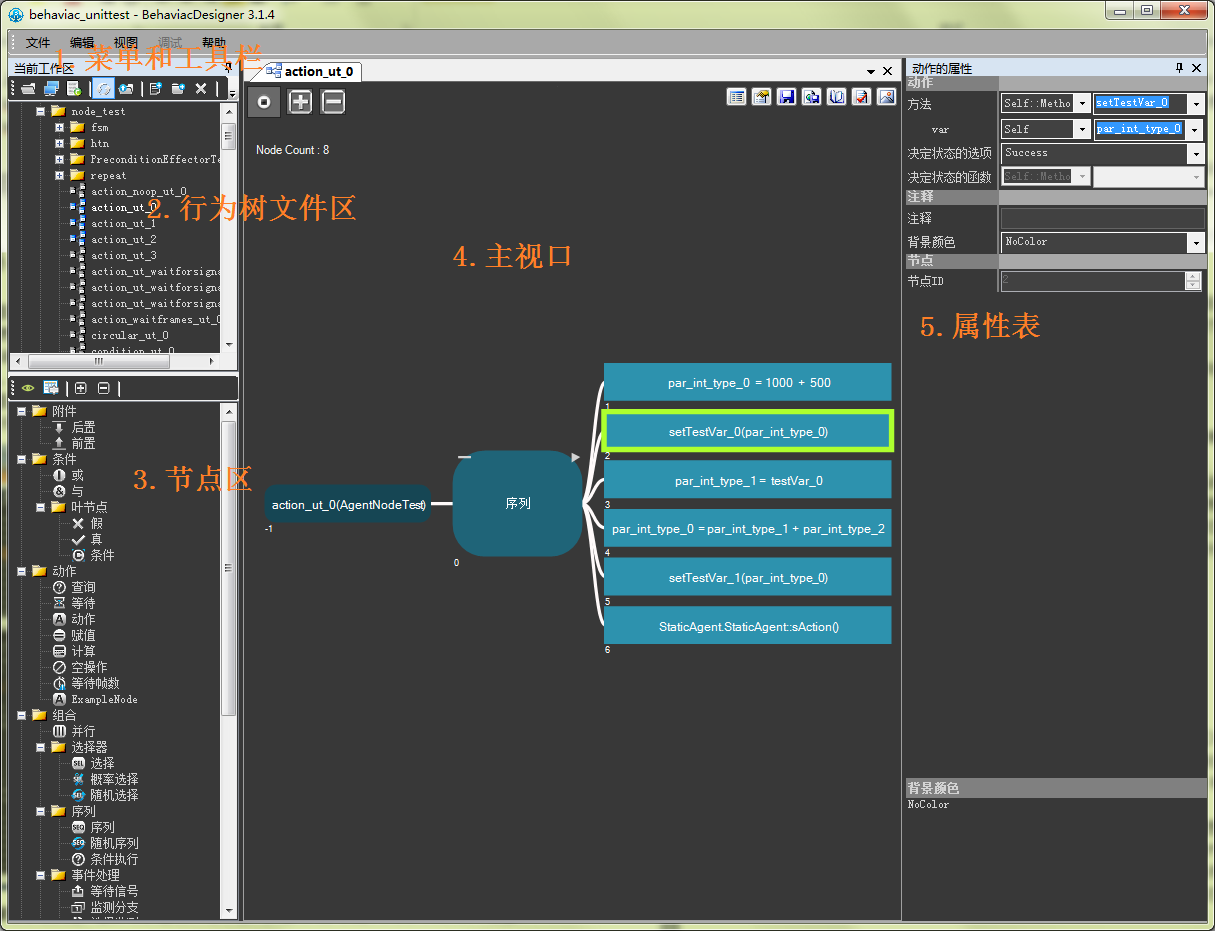 behaviac_unittest - BehaviacDesigner 3.1.4
文件 编辑 视图 调试 帮助
1. 菜单和工具栏
当前工作区
node_test
fsm
htn
PreconditionEffectorTe
repeat
action_noop_ut_0
action_ut_0
action_ut_1
action_ut_2
action_ut_3
action_ut_waitforsigna
action_ut_waitforsigna
action_ut_waitforsigna
action_waitframes_ut_0
circular_ut_0
condition_ut_0
2. 行为树文件区
附件
后置
前置
条件
或
与
叶节点
假
真
条件
动作
查询
等待
动作
赋值
计算
空操作
等待帧数
ExampleNode
组合
并行
选择器
选择
概率选择
随机选择
序列
序列
随机序列
条件执行
事件处理
等待信号
监测分支
3. 节点区
action_ut_0
Node Count : 8
4. 主视口
action_ut_0(AgentNodeTest)
-1
序列
0
par_int_type_0 = 1000 + 500
1
setTestVar_0(par_int_type_0)
2
par_int_type_1 = testVar_0
3
par_int_type_0 = par_int_type_1 + par_int_type_2
4
setTestVar_1(par_int_type_0)
5
StaticAgent.StaticAgent::sAction()
6
动作的属性
动作
方法 Self::Metho setTestVar_0
var Self par_int_type_0
决定状态的选项 Success
决定状态的函数 Self::Metho
注释
注释
背景颜色 NoColor
节点
节点ID 2
5. 属性表
背景颜色
NoColor